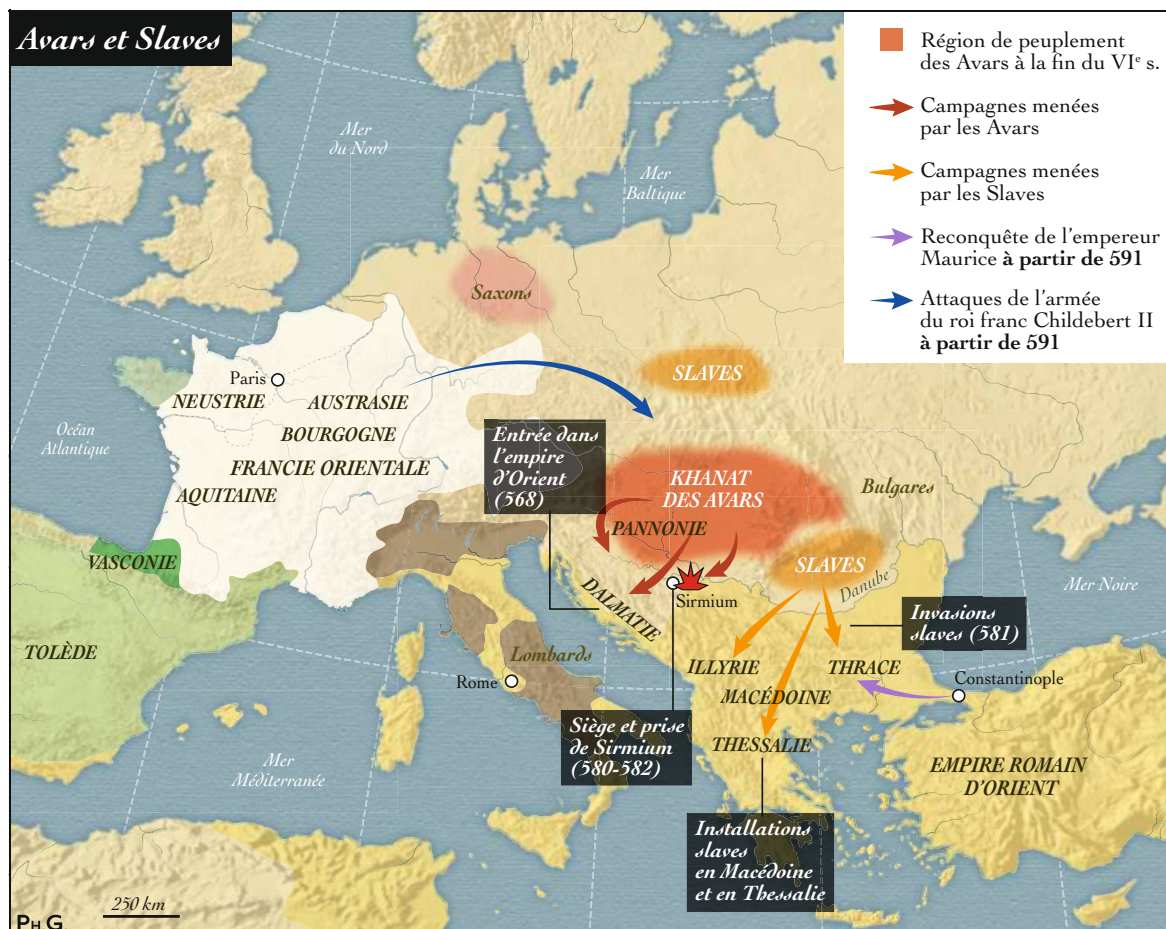 Avars et Slaves
Région de peuplement
des Avars à la fin du VIe s.
Campagnes menées
par les Avars
Campagnes menées
par les Slaves
Reconquête de l'empereur
Maurice à partir de 591
Attaques de l'armée
du roi franc Childebert II
à partir de 591
Mer
du Nord
Mer
Baltique
Saxons
SLAVES
Paris
NEUSTRIE
AUSTRASIE
Océan
Atlantique
BOURGOGNE
FRANCIE ORIENTALE
AQUITAINE
Entrée dans
l'empire
d'Orient
(568)
KHANAT
DES AVARS
Bulgares
PANNONIE
VASCONIE
SLAVES
Danube
Mer Noire
Sirmium
DALMATIE
Invasions
slaves (581)
TOLÈDE
Lombards
ILLYRIE
THRACE
Rome
Constantinople
MACÉDOINE
Siège et prise
de Sirmium
(580-582)
THESSALIE
Mer
Méditerranée
EMPIRE ROMAIN
D'ORIENT
Installations
slaves
en Macédoine
et en Thessalie
250 km
PH G